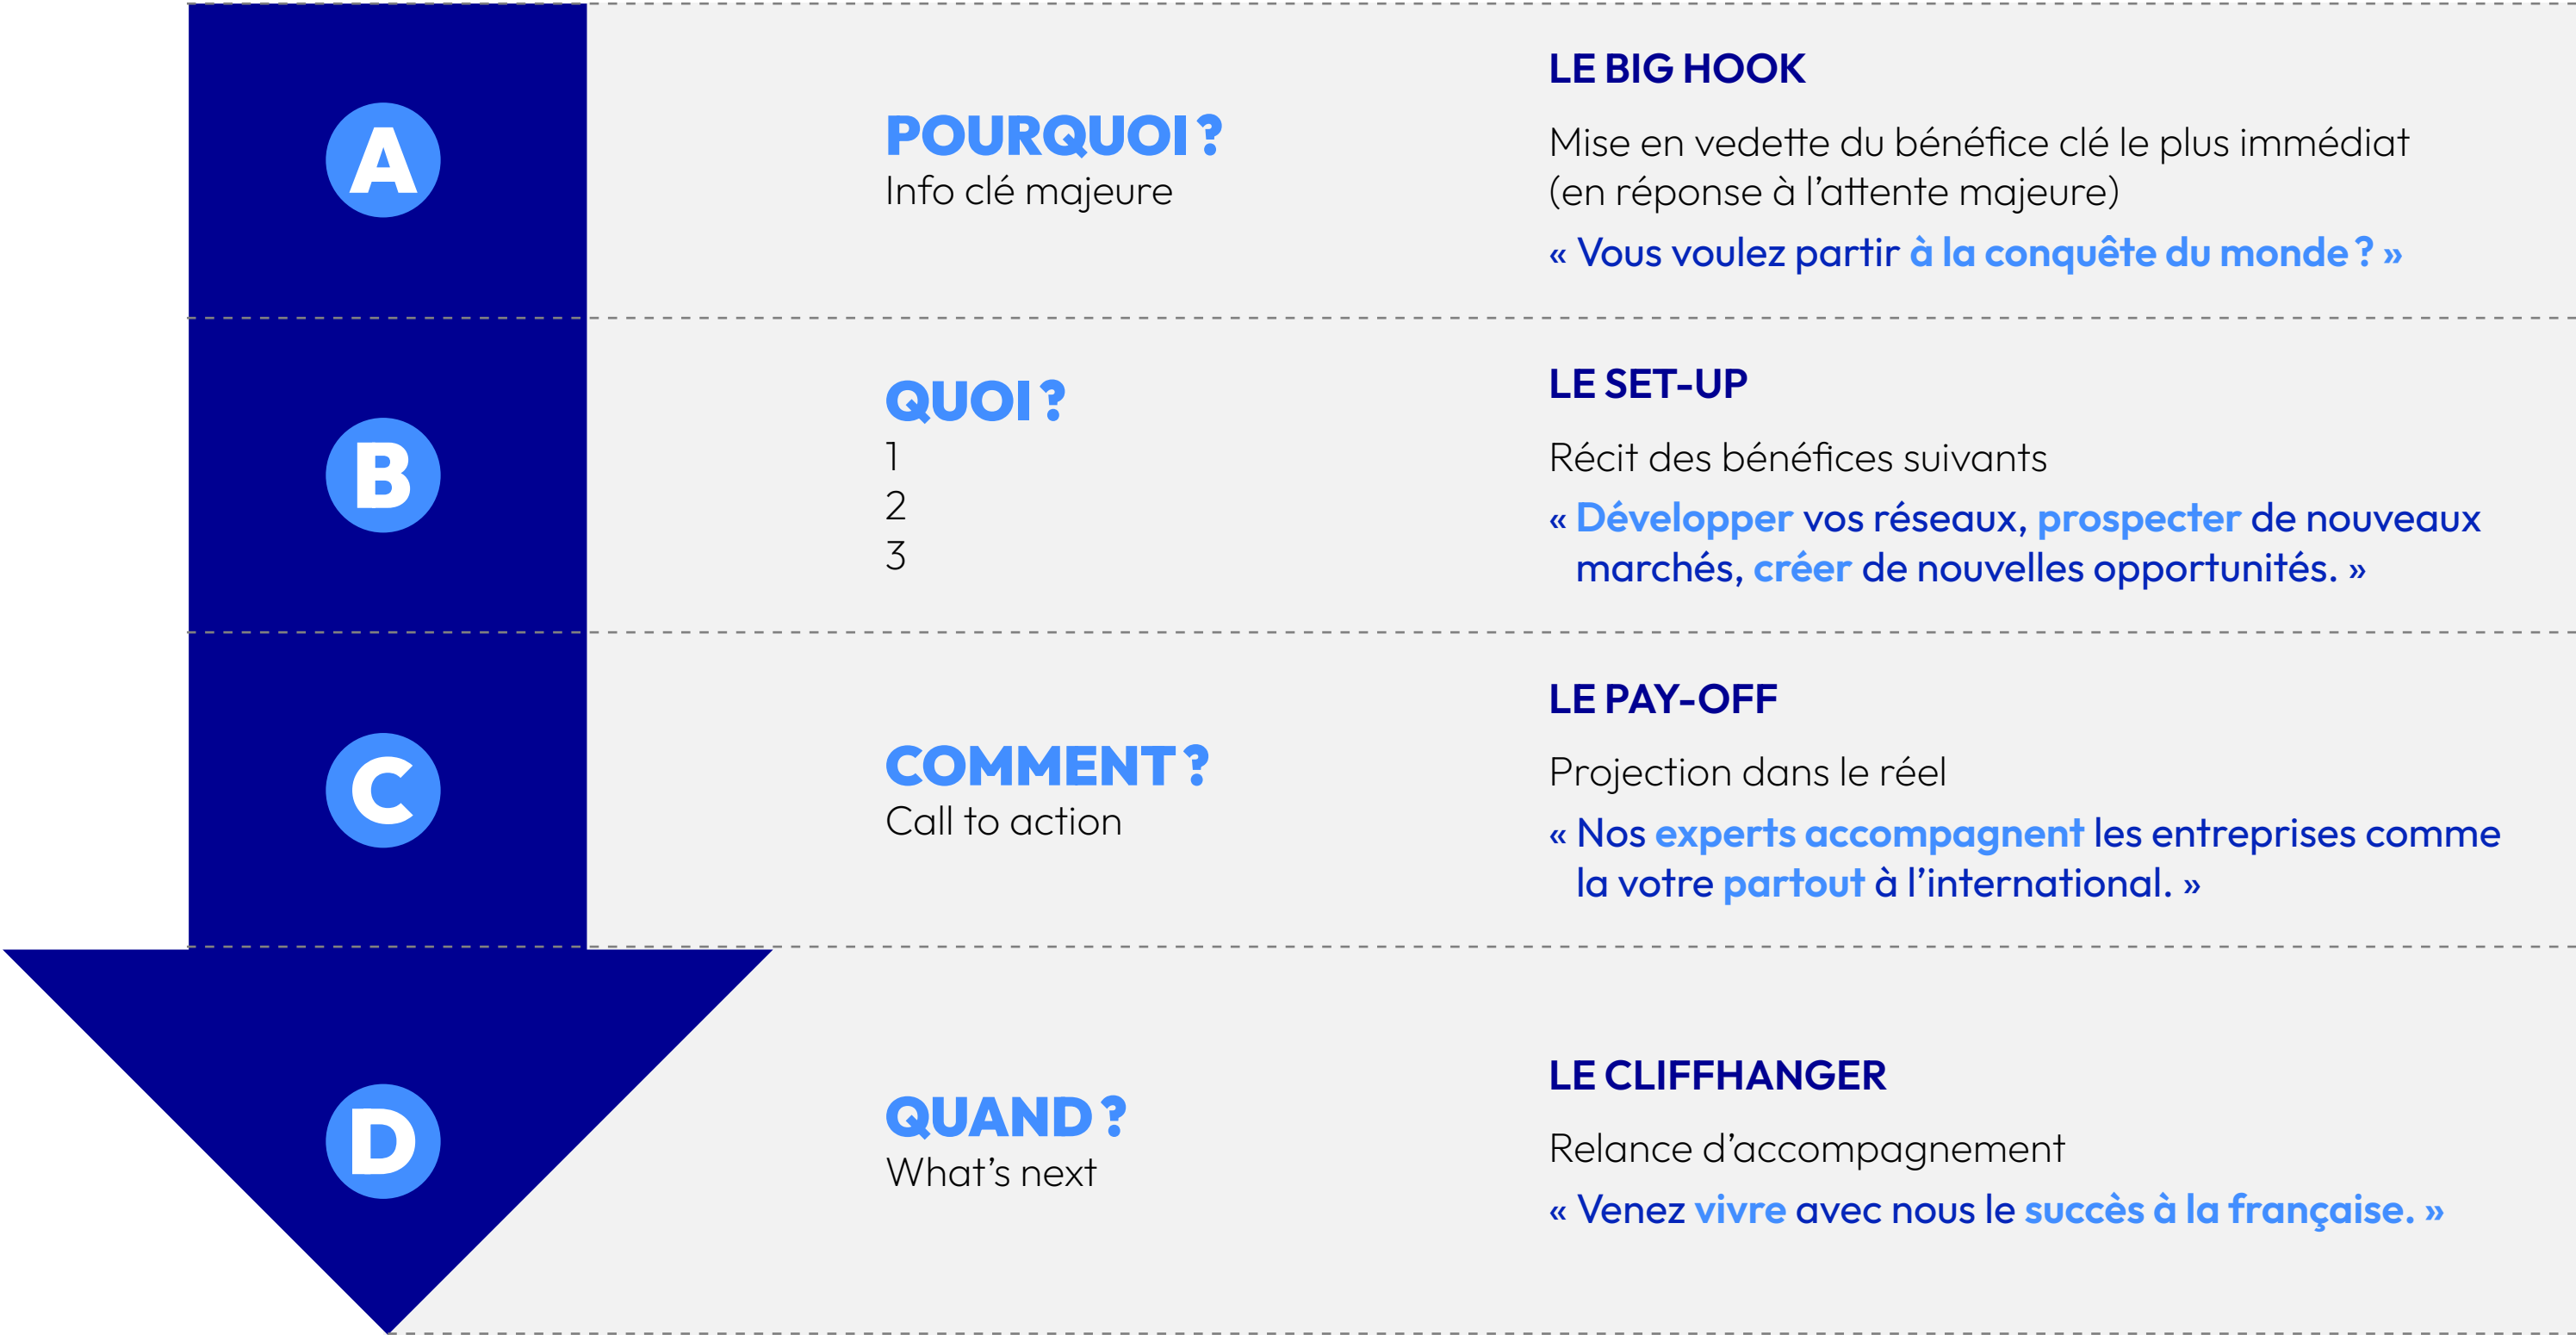 A
POURQUOI ?
Info clé majeure
LE BIG HOOK
Mise en vedette du bénéfice clé le plus immédiat
(en réponse à l’attente majeure)
« Vous voulez partir à la conquête du monde ? »
B
QUOI ?
1
2
3
LE SET-UP
Récit des bénéfices suivants
« Développer vos réseaux, prospecter de nouveaux
marchés, créer de nouvelles opportunités. »
C
COMMENT ?
Call to action
LE PAY-OFF
Projection dans le réel
« Nos experts accompagnent les entreprises comme
la votre partout à l’international. »
D
QUAND ?
What’s next
LE CLIFFHANGER
Relance d’accompagnement
« Venez vivre avec nous le succès à la française. »